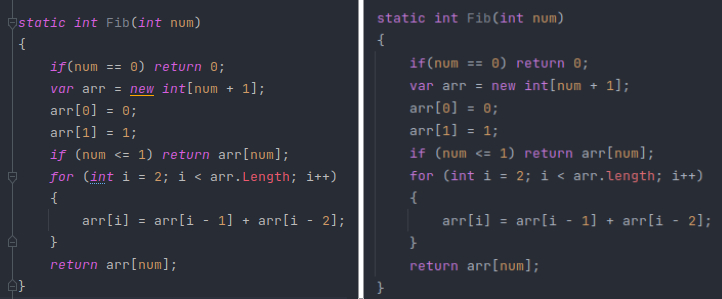 static int Fib(int num)
{
if(num == 0) return 0;
var arr = new int[num + 1];
arr[0] = 0;
arr[1] = 1;
if (num <= 1) return arr[num];
for (int i = 2; i < arr.Length; i++)
{
arr[i] = arr[i - 1] + arr[i - 2];
}
return arr[num];
}
static int Fib(int num)
{
if(num == 0) return 0;
var arr = new int[num + 1];
arr[0] = 0;
arr[1] = 1;
if (num <= 1) return arr[num];
for (int i = 2; i < arr.length; i++)
{
arr[i] = arr[i - 1] + arr[i - 2];
}
return arr[num];
}